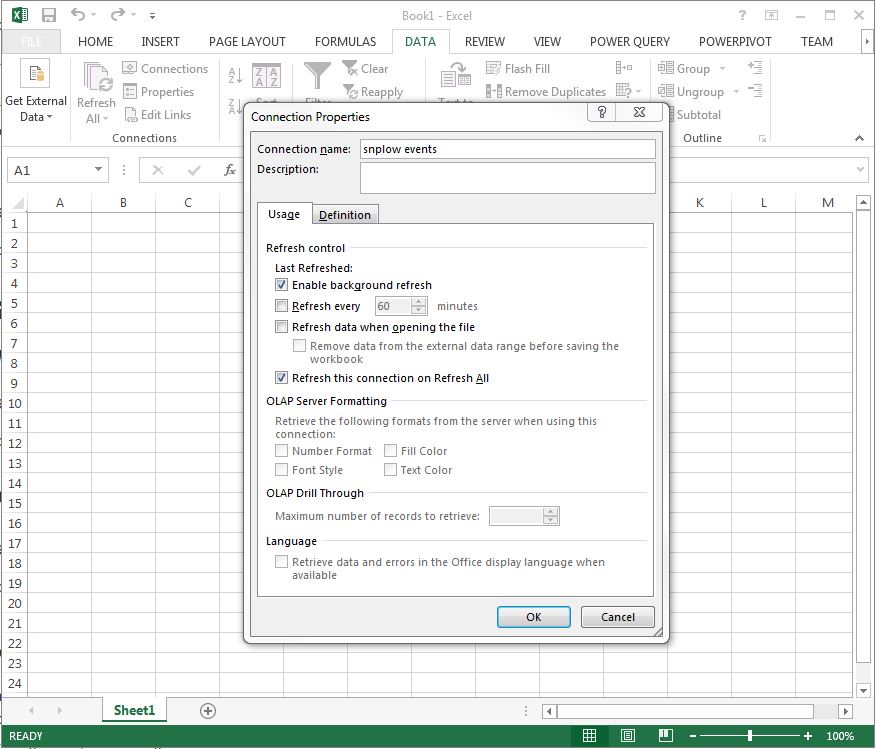 Book1 - Excel
FILE HOME INSERT PAGE LAYOUT FORMULAS DATA REVIEW VIEW POWER QUERY POWERPIVOT TEAM
Get External
Data
Refresh
All
Connections
Properties
Edit Links
Connections
Clear
Reapply
Flash Fill
Remove Duplicates
Group
Ungroup
Subtotal
Outline
A1
fx
Connection Properties
Connection name: snplow events
Description:
Usage Definition
Refresh control
Last Refreshed:
Enable background refresh
Refresh every 60 minutes
Refresh data when opening the file
Remove data from the external data range before saving the
workbook
Refresh this connection on Refresh All
OLAP Server Formatting
Retrieve the following formats from the server when using this
connection:
Number Format Fill Color
Font Style Text Color
OLAP Drill Through
Maximum number of records to retrieve:
Language
Retrieve data and errors in the Office display language when
available
OK Cancel
A B C K L M
1
2
3
4
5
6
7
8
9
10
11
12
13
14
15
16
17
18
19
20
21
22
23
24
Sheet1
READY 100%